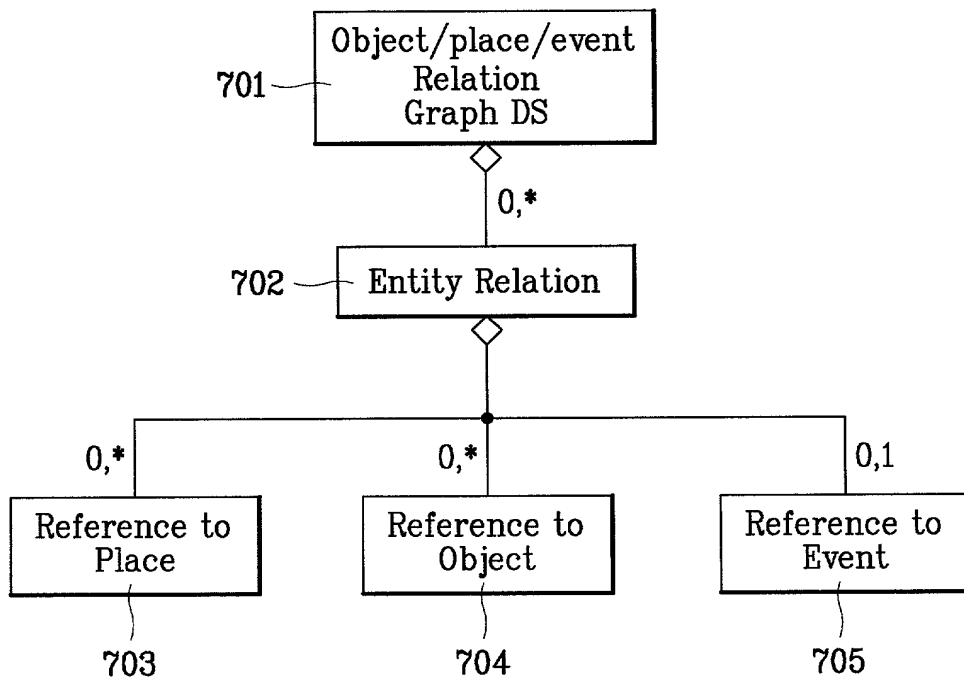 Object/place/event
Relation
Graph DS
701
0,*
702
Entity Relation
0,*
0,*
0,1
Reference to
Place
Reference to
Object
Reference to
Event
703
704
705